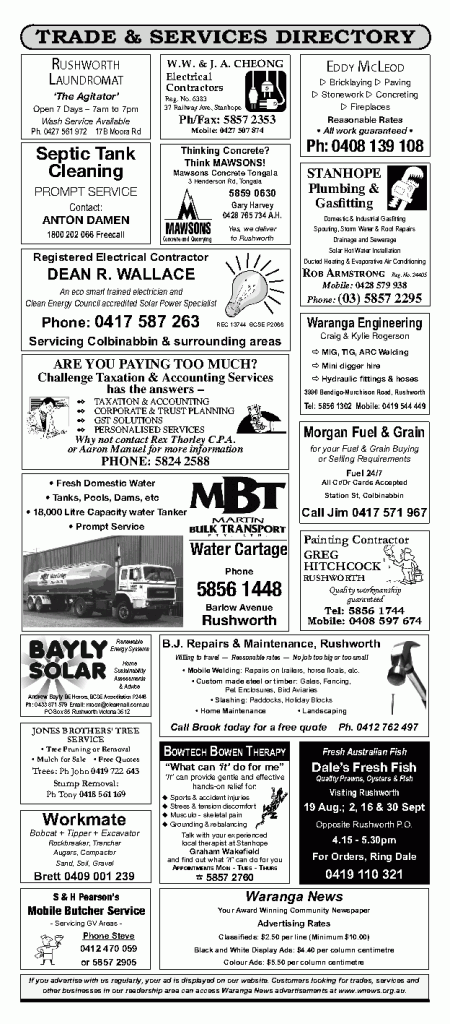 TRADE & SERVICES DIRECTORY
RUSHWORTH
LAUNDROMAT
'The Agitator'
Open 7 Days – 7am to 7pm
Wash Service Available
Ph. 0427 561 972 17B Moora Rd
W.W. & J. A. CHEONG
Electrical
Contractors
Reg. No. 6383
37 Railway Ave, Stanhope
Ph/Fax: 5857 2353
Mobile: 0427 507 874
EDDY MCLEOD
Bricklaying Paving
Stonework Concreting
Fireplaces
Reasonable Rates
• All work guaranteed •
Ph: 0408 139 108
Septic Tank
Cleaning
PROMPT SERVICE
Contact:
ANTON DAMEN
1800 202 066 Freecall
Thinking Concrete?
Think MAWSONS!
Mawsons Concrete Tongala
3 Henderson Rd, Tongala
5859 0630
Gary Harvey
0428 765 734 A.H.
Yes, we deliver
to Rushworth
MAWSONS
Concrete and Quarrying
STANHOPE
Plumbing &
Gasfitting
Domestic & Industrial Gasfitting
Spouting, Storm Water & Roof Repairs
Drainage and Sewerage
Solar Hot Water Installation
Ducted Heating & Evaporative Air Conditioning
ROB ARMSTRONG Reg. No. 24405
Mobile: 0428 579 938
Phone: (03) 5857 2295
Registered Electrical Contractor
DEAN R. WALLACE
An eco smart trained electrician and
Clean Energy Council accredited Solar Power Specialist
Phone: 0417 587 263
REC 13744 BCSE P2066
Servicing Colbinabbin & surrounding areas
Waranga Engineering
Craig & Kylie Rogerson
MIG, TIG, ARC Welding
Mini digger hire
Hydraulic fittings & hoses
3990 Bendigo-Murchison Road, Rushworth
Tel: 5856 1302 Mobile: 0419 544 449
ARE YOU PAYING TOO MUCH?
Challenge Taxation & Accounting Services
has the answers –
TAXATION & ACCOUNTING
CORPORATE & TRUST PLANNING
GST SOLUTIONS
PERSONALISED SERVICES
Why not contact Rex Thorley C.P.A.
or Aaron Manuel for more information
PHONE: 5824 2588
Morgan Fuel & Grain
for your Fuel & Grain Buying
or Selling Requirements
Fuel 24/7
All Cr/Dr Cards Accepted
Station St, Colbinabbin
Call Jim 0417 571 967
• Fresh Domestic Water
• Tanks, Pools, Dams, etc
• 18,000 Litre Capacity water Tanker
• Prompt Service
MBT
MARTIN
BULK TRANSPORT
PTY. LTD.
Water Cartage
Phone
5856 1448
Barlow Avenue
Rushworth
Painting Contractor
GREG
HITCHCOCK
RUSHWORTH
Quality workmanship
guaranteed
Tel: 5856 1744
Mobile: 0408 597 674
BAYLY
SOLAR
Renewable
Energy Systems
Home
Sustainability
Assessments
& Advice
PO Box 86 Rushworth Victoria 3612
B.J. Repairs & Maintenance, Rushworth
Willing to travel — Reasonable rates — No job too big or too small
• Mobile Welding: Repairs on trailers, horse floats, etc.
• Custom made steel or timber: Gates, Fencing,
Pet Enclosures, Bird Aviaries
• Slashing: Paddocks, Holiday Blocks
• Home Maintenance • Landscaping
Call Brook today for a free quote Ph. 0412 762 497
JONES BROTHERS' TREE
SERVICE
• Tree Pruning or Removal
• Mulch for Sale • Free Quotes
Trees: Ph John 0419 722 643
Stump Removal:
Ph Tony 0418 561 169
BOWTECH BOWEN THERAPY
"What can 'it' do for me"
'It' can provide gentle and effective
hands-on relief for:
Sports & accident injuries
Stress & tension discomfort
Musculo - skeletal pain
Grounding & rebalancing
Talk with your experienced
local therapist at Stanhope
Graham Wakefield
and find out what 'it' can do for you
APPOINTMENTS MON - TUES - THURS
5857 2760
Fresh Australian Fish
Dale's Fresh Fish
Quality Prawns, Oysters & Fish
Visiting Rushworth
19 Aug.; 2, 16 & 30 Sept
Opposite Rushworth P.O.
4.15 - 5.30pm
For Orders, Ring Dale
0419 110 321
Workmate
Bobcat + Tipper + Excavator
Rockbreaker, Trencher
Augers, Compactor
Sand, Soil, Gravel
Brett 0409 001 239
S & H Pearson's
Mobile Butcher Service
- Servicing GV Areas -
Phone Steve
0412 470 059
or 5857 2905
Waranga News
Your Award Winning Community Newspaper
Advertising Rates
Classifieds: $2.50 per line (Minimum $10.00)
Black and White Display Ads: $4.40 per column centimetre
Colour Ads: $5.50 per column centimetre
If you advertise with us regularly, your ad is displayed on our website. Customers looking for trades, services and
other businesses in our readership area can access Waranga News advertisements at www.wnews.org.au.